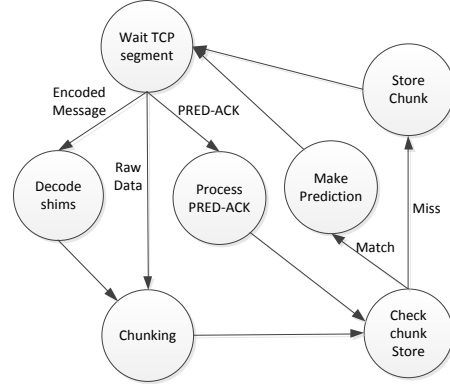 Wait TCP
segment
Store
Chunk
Encoded
Message
PRED-ACK
Raw
Data
Decode
shims
Process
PRED-ACK
Make
Prediction
Miss
Match
Chunking
Check
chunk
Store